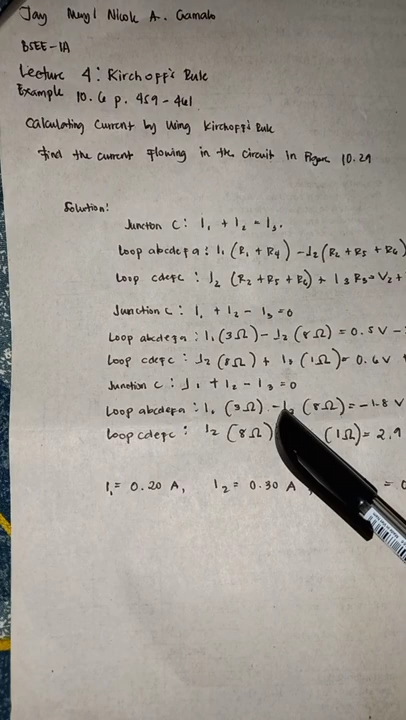 Jay Meryl Nicole A. Gamalo
BSEE-1A
Lecture 4: Kirchoff's Rule
Example 10.6 p. 459-461
Calculating Current by Using Kirchoff's Rule
Find the current flowing in the circuit in Figure 10.29
Solution:
Junction C: I₁ + I₂ = I₃.
Loop abcdefa: I₁ (R₁ + R₄) - I₂ (R₂ + R₅ + R₆)
Loop cdefc: I₂ (R₂ + R₅ + R₆) + I₃ R₃ = V₂ +
Junction C: I₁ + I₂ - I₃ = 0
Loop abcdefa: I₁ (3Ω) - I₂ (8Ω) = 0.5 V -
Loop cdefc: I₂ (8Ω) + I₃ (1Ω) = 0.6 V +
Junction C: I₁ + I₂ - I₃ = 0
Loop abcdefa: I₁ (3Ω) - (8Ω) = -1.8 V
Loop cdefc: I₂ (8Ω) (1Ω) = 2.9
I₁ = 0.20 A, I₂ = 0.30 A, = 0